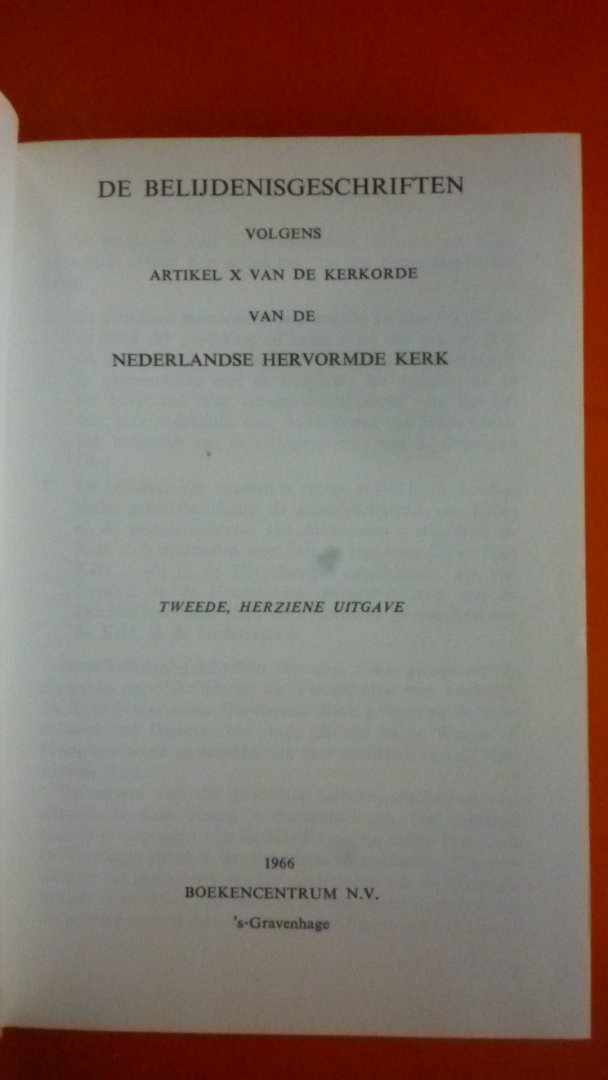 DE BELIJDENISGESCHRIFTEN
VOLGENS
ARTIKEL X VAN DE KERKORDE
VAN DE
NEDERLANDSE HERVORMDE KERK
TWEEDE, HERZIENE UITGAVE
1966
BOEKENCENTRUM N.V.
's-Gravenhage